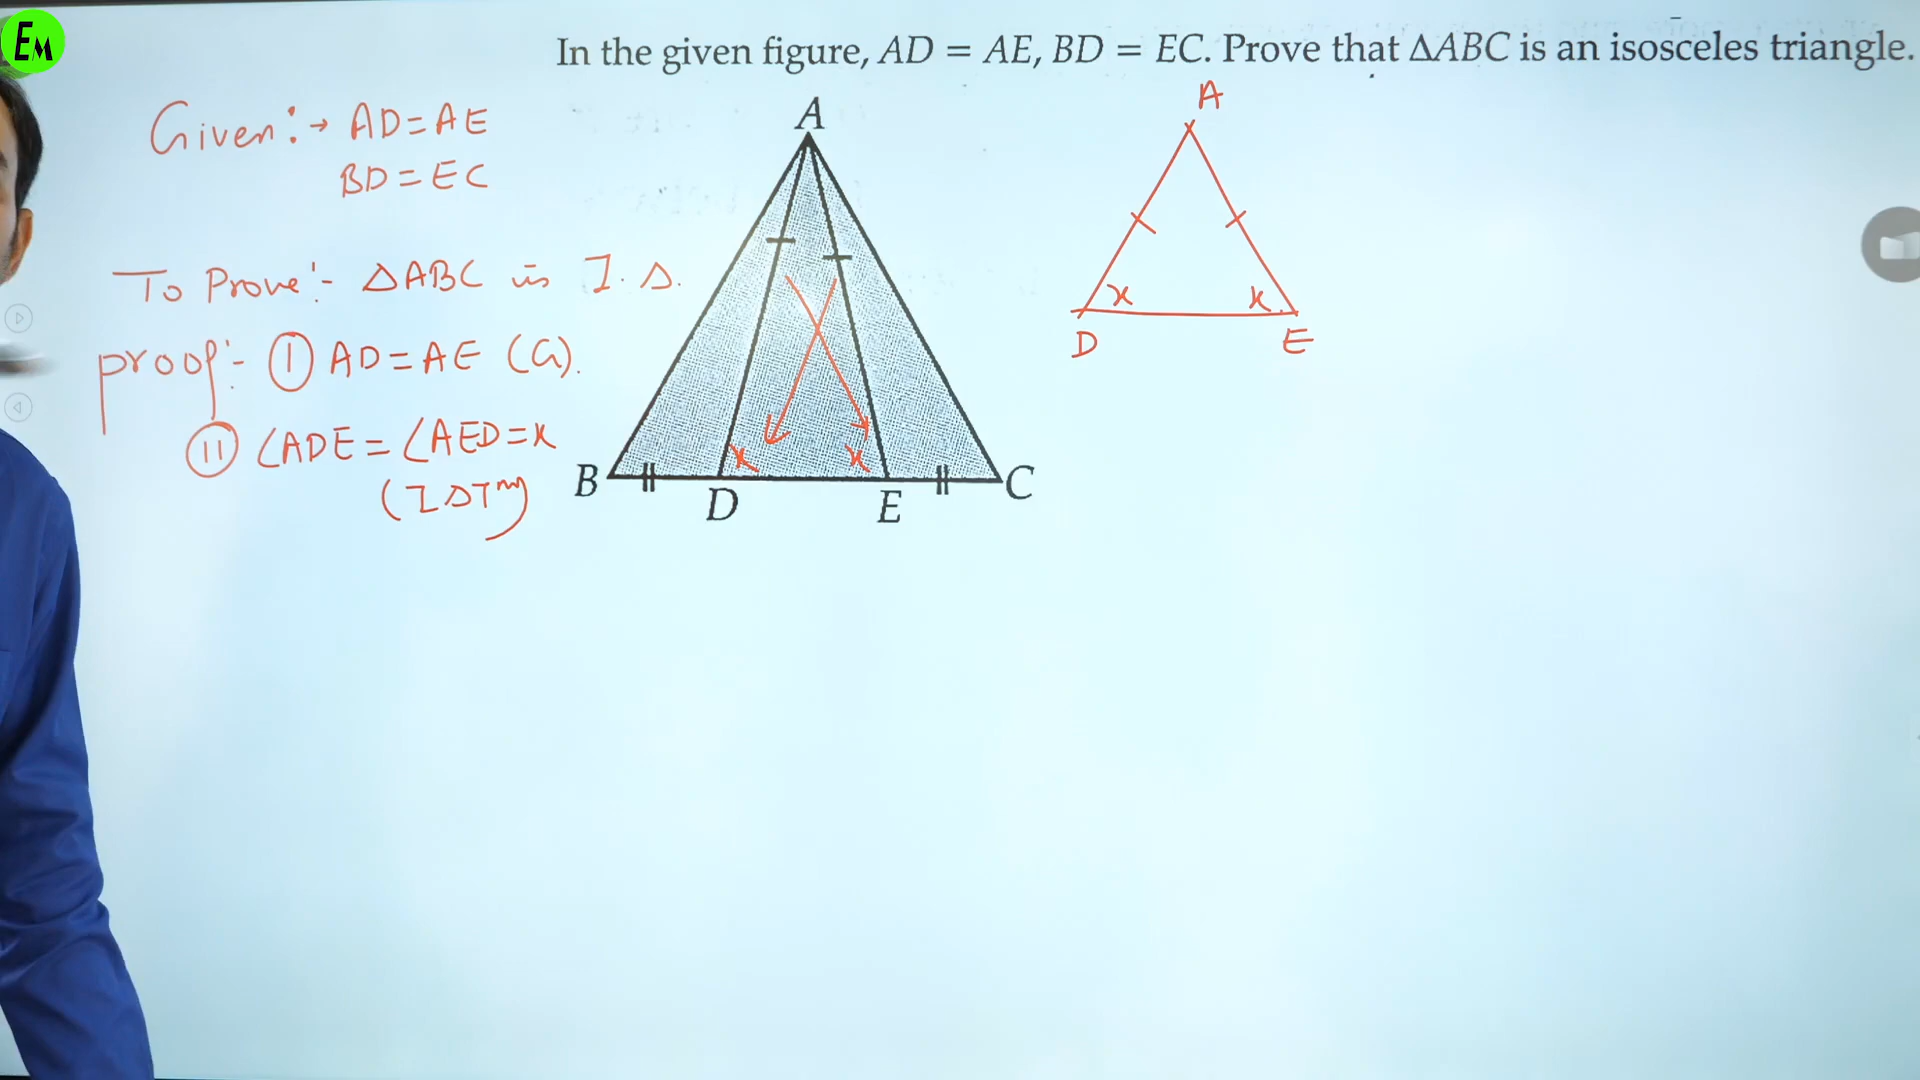 EM
In the given figure, AD = AE, BD = EC. Prove that ΔABC is an isosceles triangle.
Given:→ AD=AE
BD=EC
To Prove:- ΔABC is I.Δ.
Proof:- (I) AD=AE (G).
(II) ∠ADE=∠AED=x
(IΔTm)
A
B
D
E
C
x
x
A
D
E
x
x